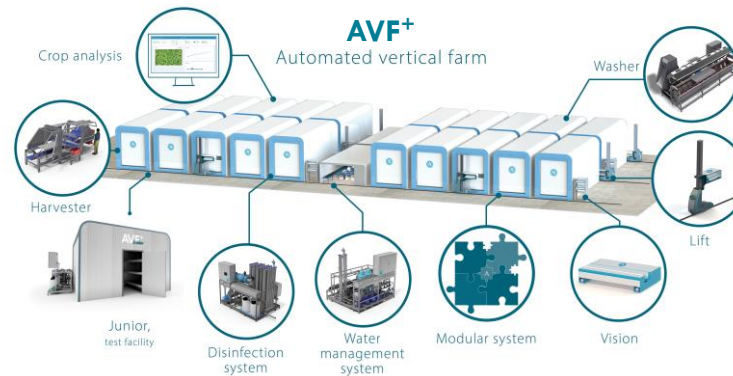 AVF+
Automated vertical farm
Crop analysis
Washer
Harvester
Lift
AVF+
Junior,
test facility
Disinfection
system
Water
management
system
Modular system
Vision